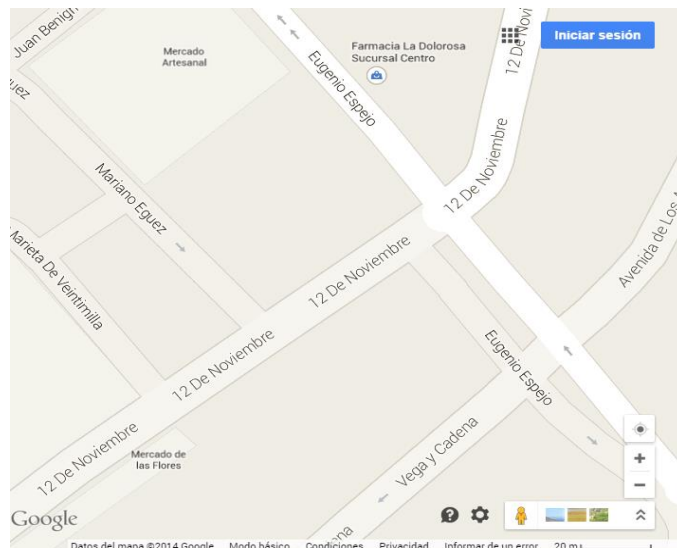 Juan Benign
Mercado
Artesanal
Eugenio Espejo
Farmacia La Dolorosa
Sucursal Centro
12 De Novi
Iniciar sesión
uez
Mariano Eguez
12 De Noviembre
Avenida de Los A
Marieta De Veintimilla
12 De Noviembre
12 De Noviembre
Eugenio Espejo
12 De Noviembre
Mercado de
las Flores
Vega y Cadena
ena
Google
Datos del mapa ©2014 Google Modo básico Condiciones Privacidad Informar de un error 20 m